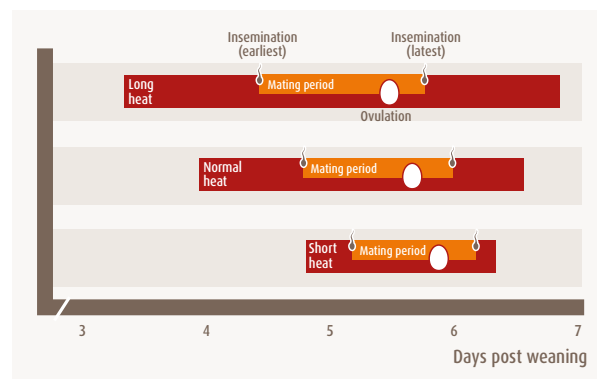 Insemination
(earliest)
Insemination
(latest)
Long
heat
Mating period
Ovulation
Normal
heat
Mating period
Short
heat
Mating period
3 4 5 6 7
Days post weaning